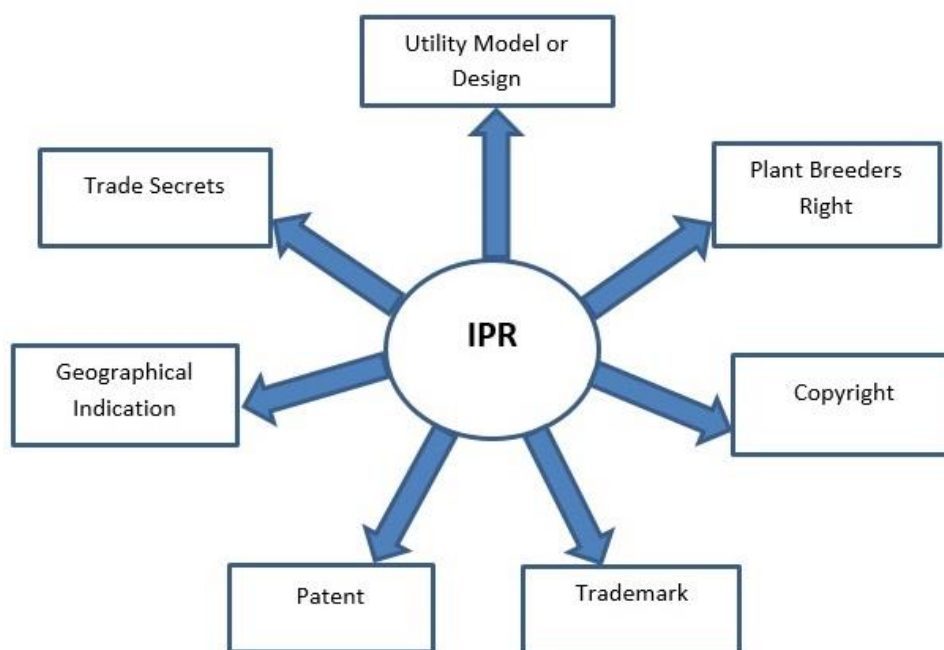 Utility Model or
Design
Trade Secrets
Plant Breeders
Right
IPR
Geographical
Indication
Copyright
Patent
Trademark